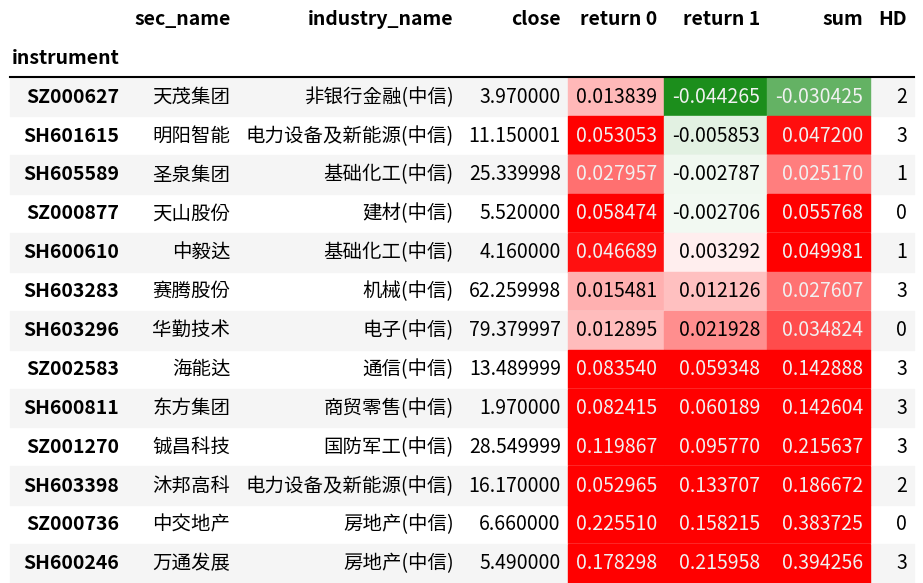 sec_name industry_name close return 0 return 1 sum HD
instrument
SZ000627 天茂集团 非银行金融(中信) 3.970000 0.013839 -0.044265 -0.030425 2
SH601615 明阳智能 电力设备及新能源(中信) 11.150001 0.053053 -0.005853 0.047200 3
SH605589 圣泉集团 基础化工(中信) 25.339998 0.027957 -0.002787 0.025170 1
SZ000877 天山股份 建材(中信) 5.520000 0.058474 -0.002706 0.055768 0
SH600610 中毅达 基础化工(中信) 4.160000 0.046689 0.003292 0.049981 1
SH603283 赛腾股份 机械(中信) 62.259998 0.015481 0.012126 0.027607 3
SH603296 华勤技术 电子(中信) 79.379997 0.012895 0.021928 0.034824 0
SZ002583 海能达 通信(中信) 13.489999 0.083540 0.059348 0.142888 3
SH600811 东方集团 商贸零售(中信) 1.970000 0.082415 0.060189 0.142604 3
SZ001270 铖昌科技 国防军工(中信) 28.549999 0.119867 0.095770 0.215637 3
SH603398 沐邦高科 电力设备及新能源(中信) 16.170000 0.052965 0.133707 0.186672 2
SZ000736 中交地产 房地产(中信) 6.660000 0.225510 0.158215 0.383725 0
SH600246 万通发展 房地产(中信) 5.490000 0.178298 0.215958 0.394256 3